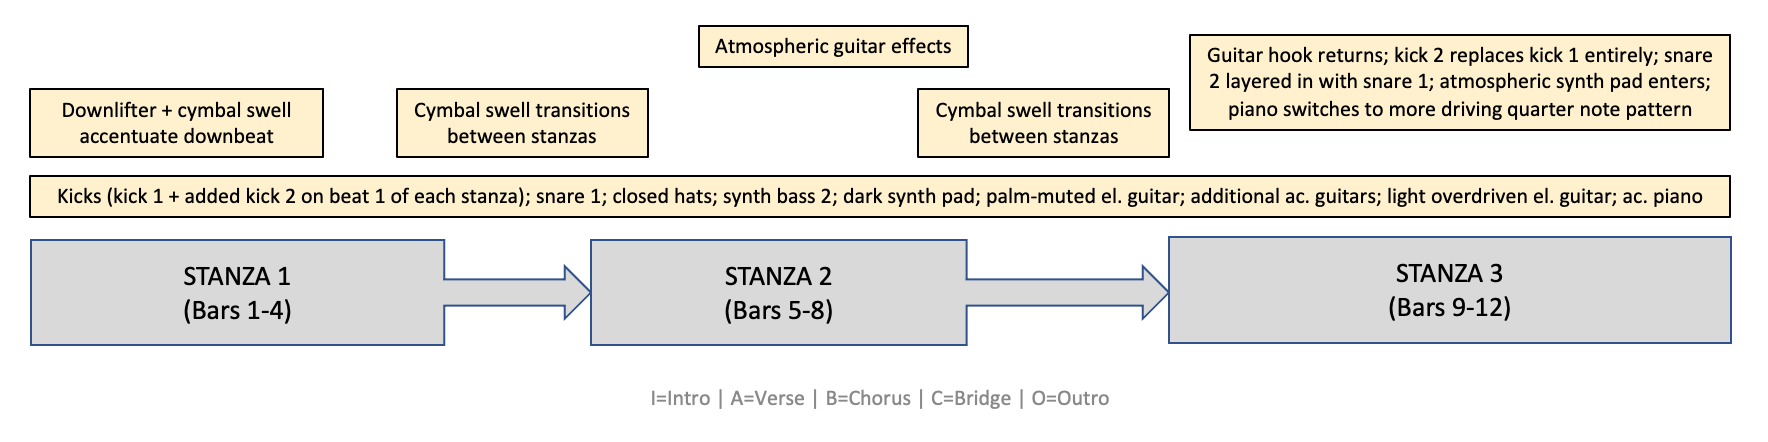 Atmospheric guitar effects
Guitar hook returns; kick 2 replaces kick 1 entirely; snare
2 layered in with snare 1; atmospheric synth pad enters;
piano switches to more driving quarter note pattern
Downlifter + cymbal swell
accentuate downbeat
Cymbal swell transitions
between stanzas
Cymbal swell transitions
between stanzas
Kicks (kick 1 + added kick 2 on beat 1 of each stanza); snare 1; closed hats; synth bass 2; dark synth pad; palm-muted el. guitar; additional ac. guitars; light overdriven el. guitar; ac. piano
STANZA 1
(Bars 1-4)
STANZA 2
(Bars 5-8)
STANZA 3
(Bars 9-12)
I=Intro | A=Verse | B=Chorus | C=Bridge | O=Outro